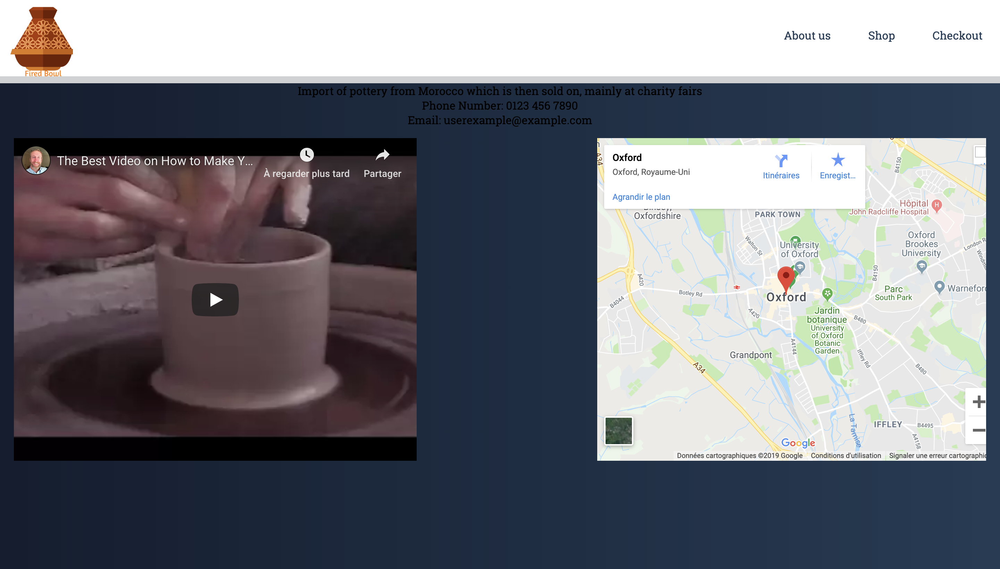 Fired Bowl
About us
Shop
Checkout
Import of pottery from Morocco which is then sold on, mainly at charity fairs
Phone Number: 0123 456 7890
Email: userexample@example.com
The Best Video on How to Make Y...
À regarder plus tard
Partager
Oxford
Oxford, Royaume-Uni
Agrandir le plan
Itinéraires
Enregist...
A34
B4150
Oxfordshire
PARK TOWN
Hôpital
John Radcliffe Hospital
Walton St
University
of Oxford
Oxford
Brookes
University
London R
A420
Botley Rd
B4044
Oxford
A420
B4150
Parc
South Park
Warnefor
Jardin
botanique
University
of Oxford
Botanic
Garden
B480
A4144
Grandpont
Iffley Rd
A34
B480
La Tamise
IFFLEY
B4495
A4158
Google
Données cartographiques ©2019 Google
Conditions d'utilisation
Signaler une erreur cartographi